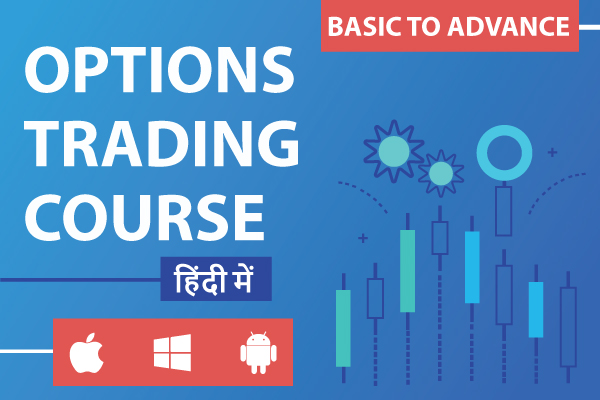 BASIC TO ADVANCE
OPTIONS
TRADING
COURSE
हिंदी में